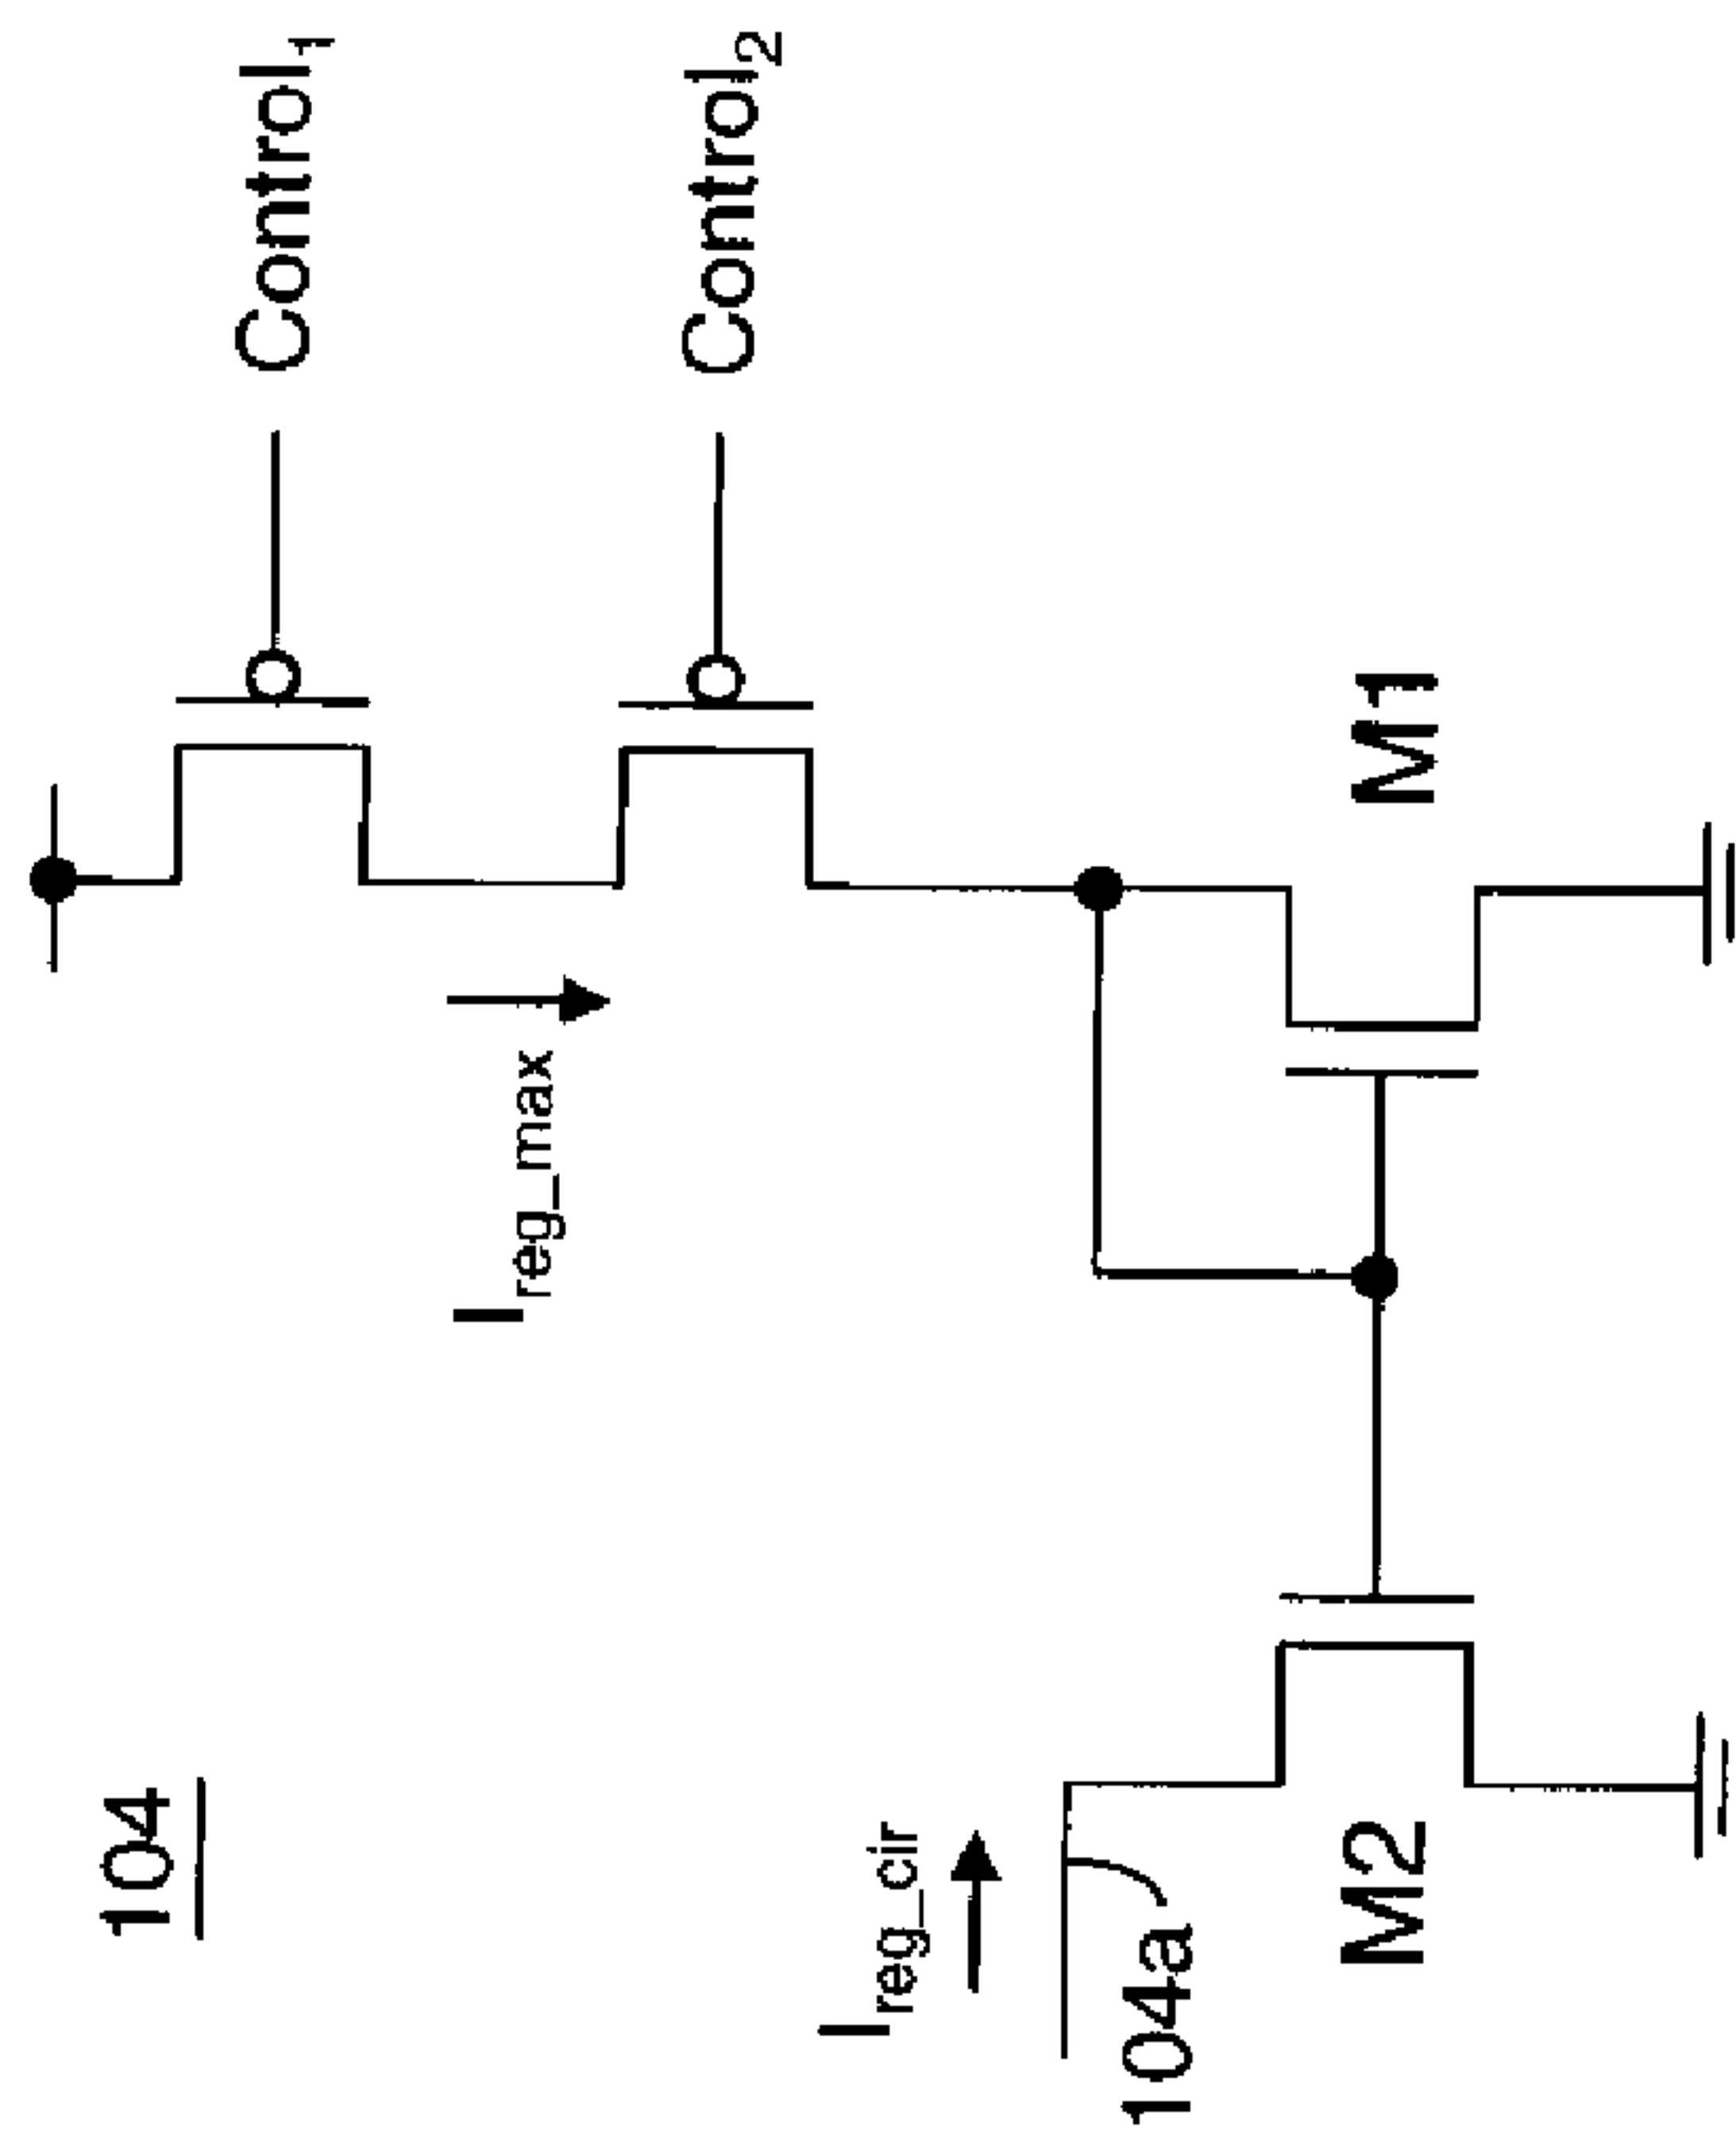 104
Control1
Ireg_max
Control2
Ireg_cir
104a
M2
M1